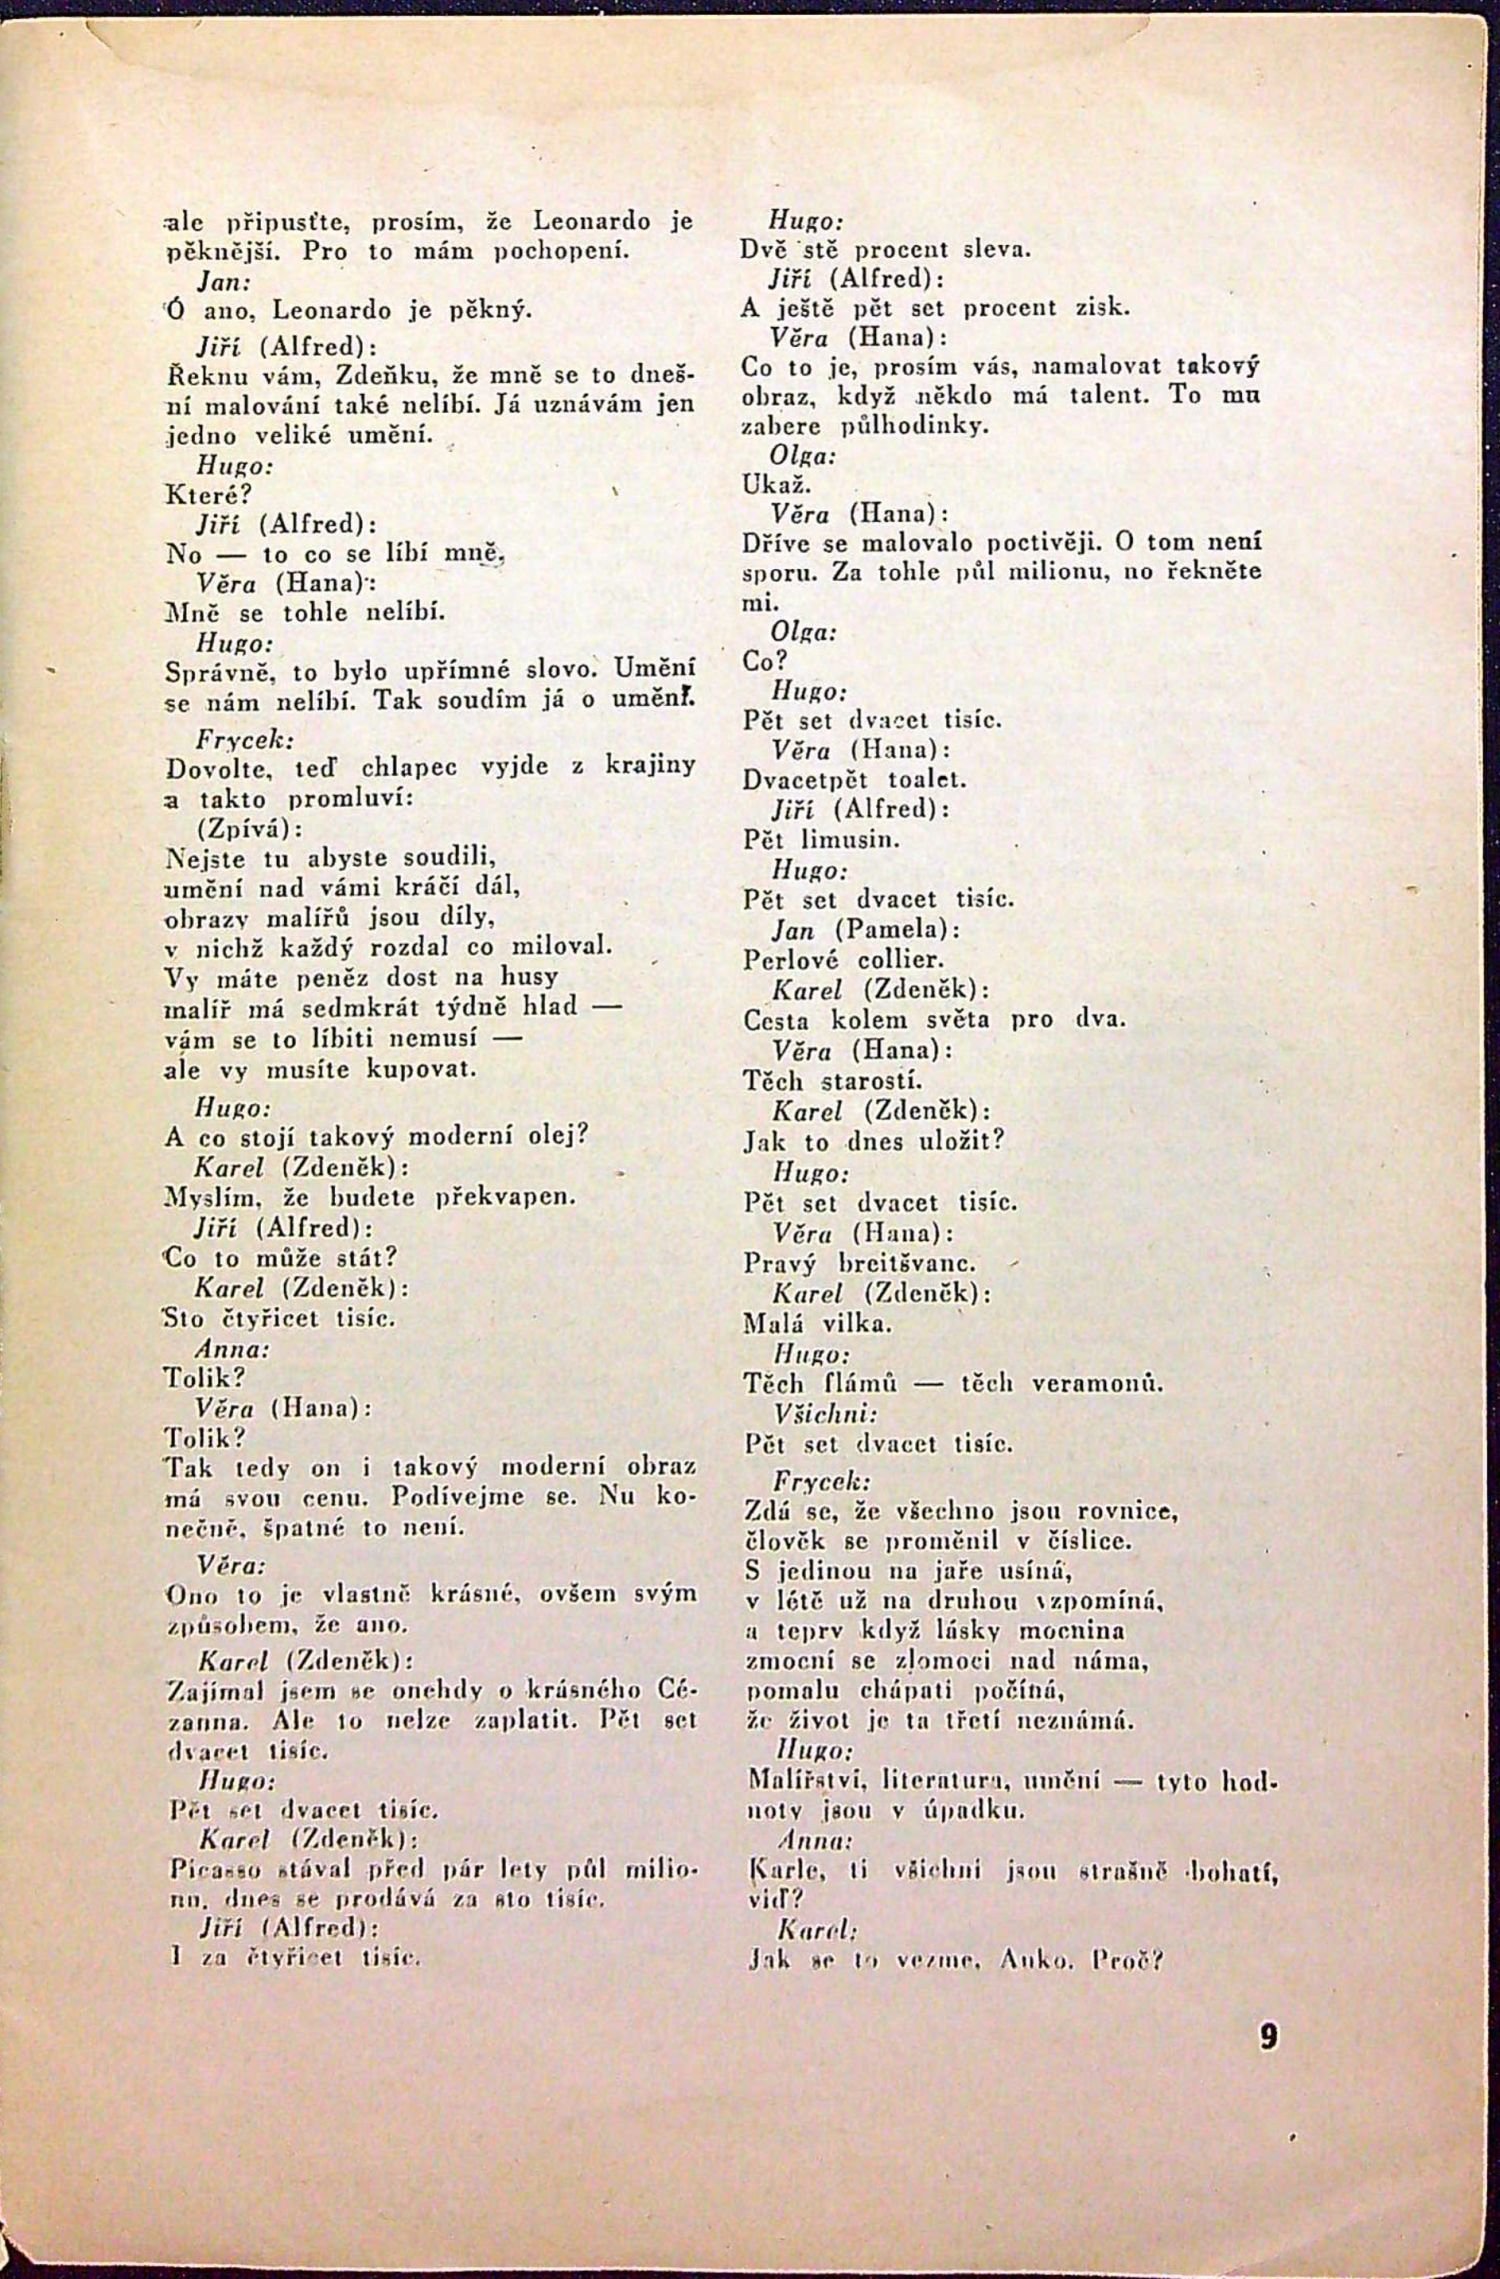 ale připusťte, prosím, že Leonardo je
pěknější. Pro to mám pochopení.
Jan:
Ó ano, Leonardo je pěkný.
Jiří (Alfred):
Řeknu vám, Zdeňku, že mně se to dneš-
ní malování také nelíbí. Já uznávám jen
jedno veliké umění.
Hugo:
Které?
Jiří (Alfred):
No — to co se líbí mně.
Věra (Hana):
Mně se tohle nelíbí.
Hugo:
Správně, to bylo upřímné slovo. Umění
se nám nelíbí. Tak soudím já o umění.
Frycek:
Dovolte, teď chlapec vyjde z krajiny
a takto promluví:
(Zpívá):
Nejste tu abyste soudili,
umění nad vámi kráčí dál,
obrazy malířů jsou díly,
v nichž každý rozdal co miloval.
Vy máte peněz dost na husy
malíř má sedmkrát týdně hlad —
vám se to líbiti nemusí —
ale vy musíte kupovat.
Hugo:
A co stojí takový moderní olej?
Karel (Zdeněk):
Myslím, že budete překvapen.
Jiří (Alfred):
Co to může stát?
Karel (Zdeněk):
Sto čtyřicet tisíc.
Anna:
Tolik?
Věra (Hana):
Tolik?
Tak tedy on i takový moderní obraz
má svou cenu. Podívejme se. Nu ko-
nečně, špatné to není.
Věra:
Ono to je vlastně krásné, ovšem svým
způsobem, že ano.
Karel (Zdeněk):
Zajímal jsem se onehdy o krásného Cé-
zanna. Ale to nelze zaplatit. Pět set
dvacet tisíc.
Hugo:
Pět set dvacet tisíc.
Karel (Zdeněk):
Picasso stával před pár lety půl milio-
nu, dnes se prodává za sto tisíc.
Jiří (Alfred):
I za čtyřicet tisíc.
Hugo:
Dvě stě procent sleva.
Jiří (Alfred):
A ještě pět set procent zisk.
Věra (Hana):
Co to je, prosím vás, namalovat takový
obraz, když někdo má talent. To mu
zabere půlhodinky.
Olga:
Ukaž.
Věra (Hana):
Dříve se malovalo poctivěji. O tom není
sporu. Za tohle půl milionu, no řekněte
mi.
Olga:
Co?
Hugo:
Pět set dvacet tisíc.
Věra (Hana):
Dvacetpět toalet.
Jiří (Alfred):
Pět limusin.
Hugo:
Pět set dvacet tisíc.
Jan (Pamela):
Perlové collier.
Karel (Zdeněk):
Cesta kolem světa pro dva.
Věra (Hana):
Těch starostí.
Karel (Zdeněk):
Jak to dnes uložit?
Hugo:
Pět set dvacet tisíc.
Věra (Hana):
Pravý breitšvanc.
Karel (Zdeněk):
Malá vilka.
Hugo:
Těch flámů — těch veramonů.
Všichni:
Pět set dvacet tisíc.
Frycek:
Zdá se, že všechno jsou rovnice,
člověk se proměnil v číslice.
S jedinou na jaře usíná,
v létě už na druhou vzpomíná,
a teprv když lásky mocnina
zmocní se zlomoci nad náma,
pomalu chápati počíná,
že život je ta třetí neznámá.
Hugo:
Malířství, literatura, umění — tyto hod-
noty jsou v úpadku.
Anna:
Karle, ti všichni jsou strašně bohatí,
viď?
Karel:
Jak se to vezme, Anko. Proč?
9